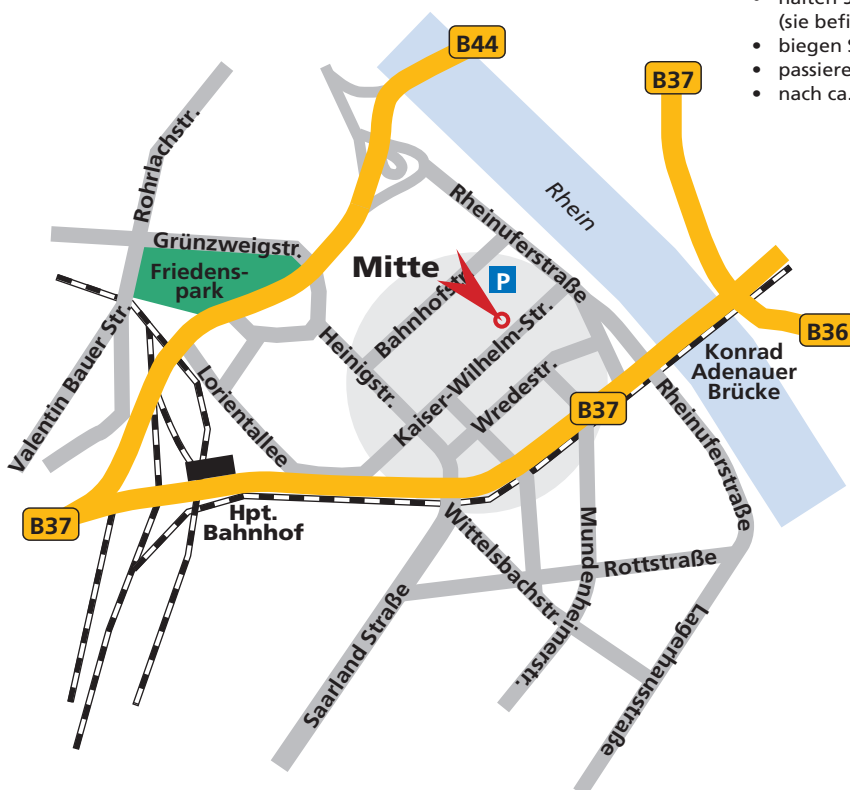 • halten S
(sie befi
• biegen S
• passiere
• nach ca.
B44
B37
Rohrlachstr.
Rhein
Rheinuferstraße
Grünzweigstr.
Friedens-
park
Mitte
P
Bahnhofstr.
Heinigstr.
Kaiser-Wilhelm-Str.
Wredestr.
Valentin Bauer Str.
Lorientallee
B36
Konrad
Adenauer
Brücke
B37
Rheinuferstraße
B37
Hpt.
Bahnhof
Wittelsbachstr.
Mundenheimerstr.
Rottstraße
Saarland Straße
Lagerhausstraße